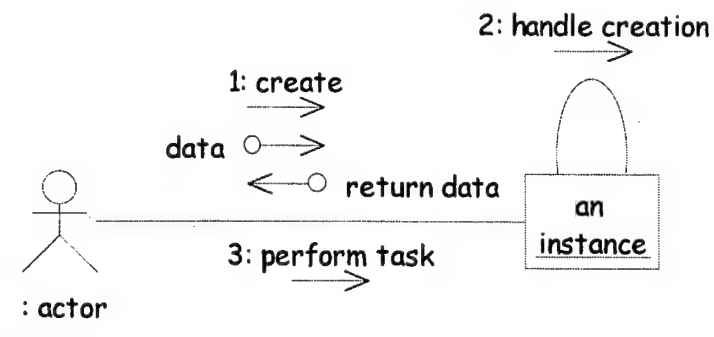 2: handle creation
1: create
data
return data
an
instance
3: perform task
: actor